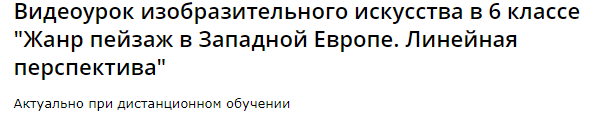 Видеоурок изобразительного искусства в 6 классе
"Жанр пейзаж в Западной Европе. Линейная
перспектива"
Актуально при дистанционном обучении